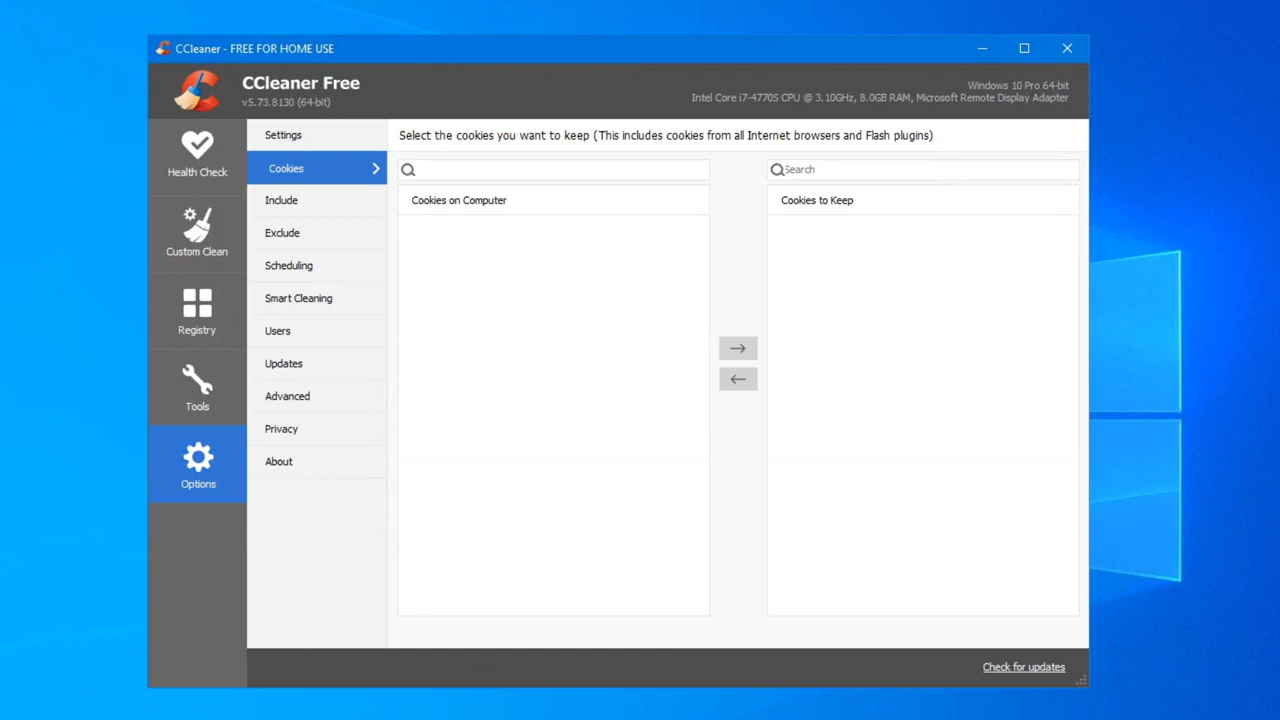 CCleaner - FREE FOR HOME USE
CCleaner Free
v5.73.8130 (64-bit)
Windows 10 Pro 64-bit
Intel Core i7-4770S CPU @ 3.10GHz, 8.0GB RAM, Microsoft Remote Display Adapter
Health Check
Custom Clean
Registry
Tools
Options
Settings
Cookies
Include
Exclude
Scheduling
Smart Cleaning
Users
Updates
Advanced
Privacy
About
Select the cookies you want to keep (This includes cookies from all Internet browsers and Flash plugins)
Search
Cookies on Computer
Cookies to Keep
Check for updates